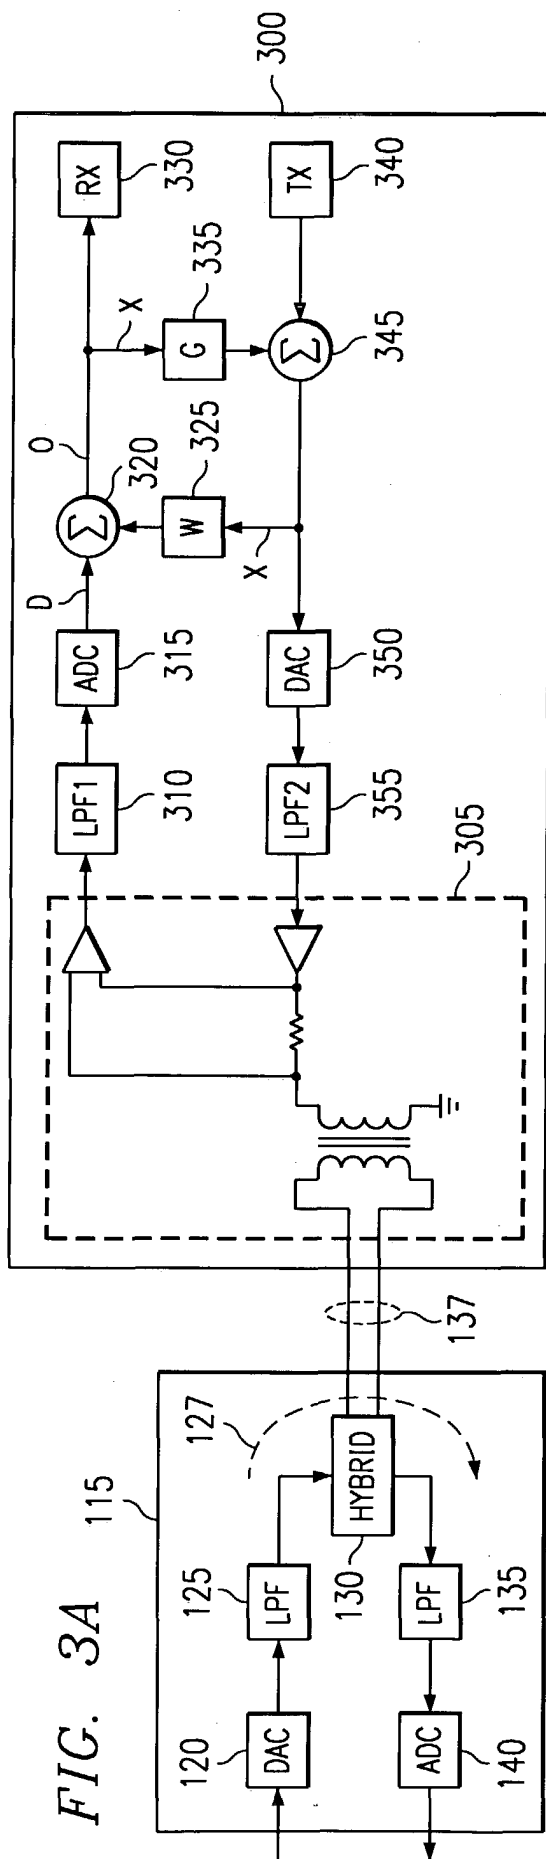 FIG. 3A
115
120
DAC
125
LPF
127
130
HYBRID
135
LPF
140
ADC
137
300
305
LPF1
310
ADC
315
D
Σ
320
O
RX
330
W
325
X
X
G
335
TX
340
Σ
345
DAC
350
LPF2
355